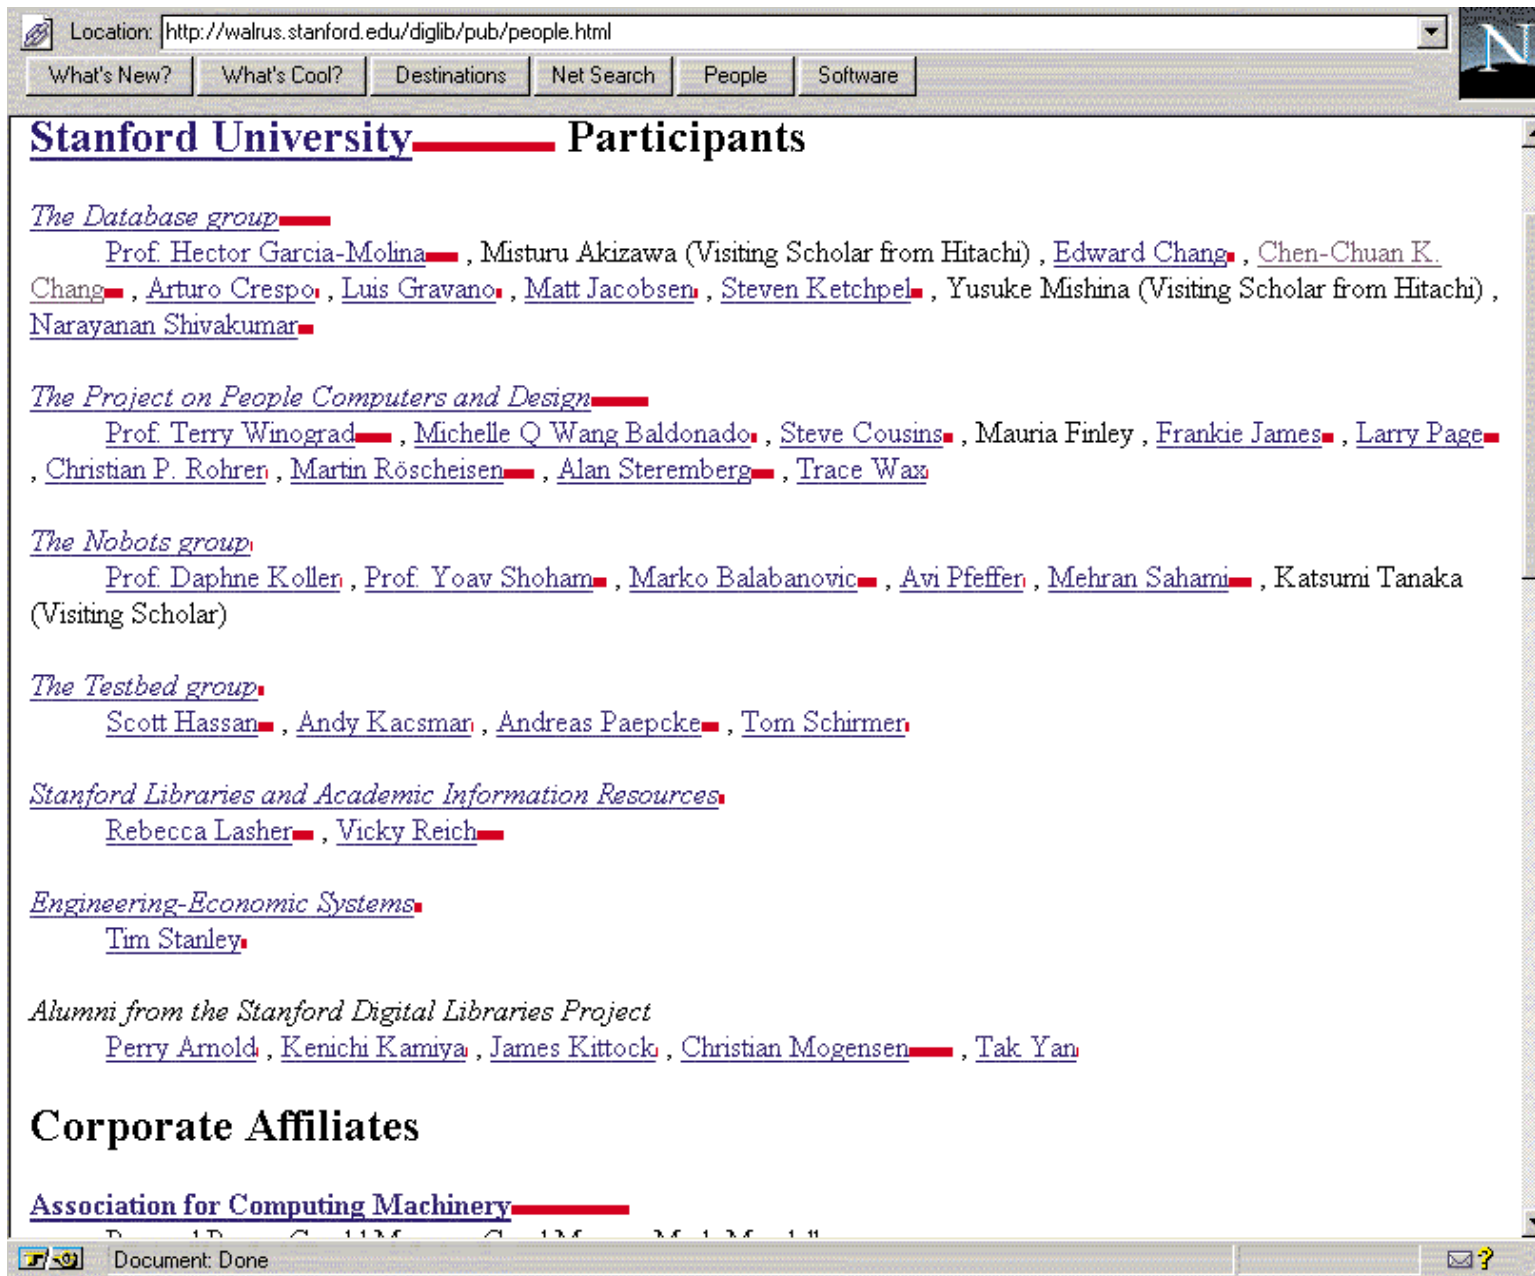 Location: http://walrus.stanford.edu/diglib/pub/people.html
N
What's New? What's Cool? Destinations Net Search People Software
Stanford University Participants
The Database group
Prof. Hector Garcia-Molina , Misturu Akizawa (Visiting Scholar from Hitachi) , Edward Chang , Chen-Chuan K.
Chang , Arturo Crespo , Luis Gravano , Matt Jacobsen , Steven Ketchpel , Yusuke Mishina (Visiting Scholar from Hitachi) ,
Narayanan Shivakumar
The Project on People Computers and Design
Prof. Terry Winograd , Michelle Q Wang Baldonado , Steve Cousins , Mauria Finley , Frankie James , Larry Page
, Christian P. Rohrer , Martin Röscheisen , Alan Steremberg , Trace Wax
The Nobots group
Prof. Daphne Koller , Prof. Yoav Shoham , Marko Balabanovic , Avi Pfeffer , Mehran Sahami , Katsumi Tanaka
(Visiting Scholar)
The Testbed group
Scott Hassan , Andy Kacsmar , Andreas Paepcke , Tom Schirmer
Stanford Libraries and Academic Information Resources
Rebecca Lasher , Vicky Reich
Engineering-Economic Systems
Tim Stanley
Alumni from the Stanford Digital Libraries Project
Perry Arnold , Kenichi Kamiya , James Kittock , Christian Mogensen , Tak Yan
Corporate Affiliates
Association for Computing Machinery
Document: Done